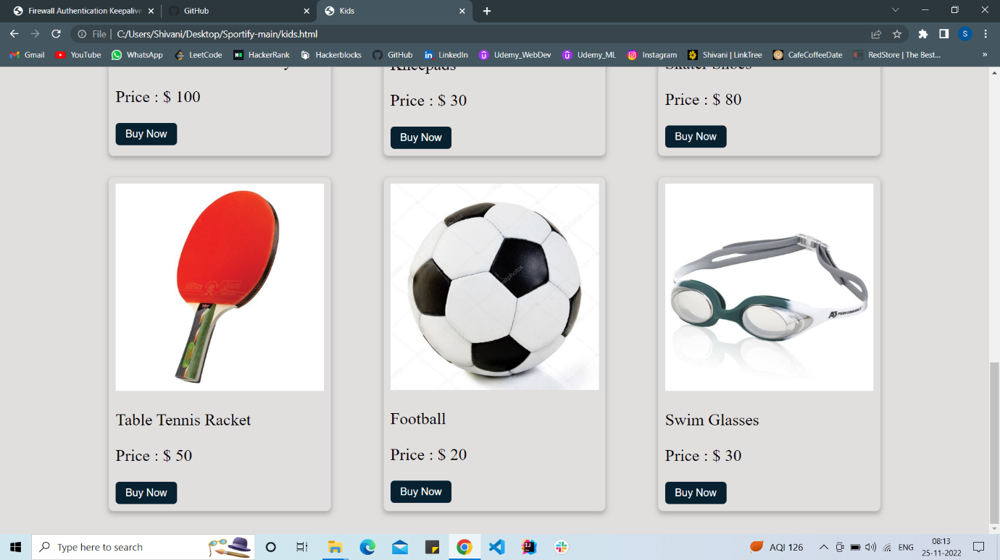 Firewall Authentication Keepalive
GitHub
Kids
File | C:/Users/Shivani/Desktop/Sportify-main/kids.html
S
Gmail
YouTube
WhatsApp
LeetCode
HackerRank
Hackerblocks
GitHub
LinkedIn
Udemy_WebDev
Udemy_ML
Instagram
Shivani | LinkTree
CafeCoffeeDate
RedStore | The Best...
»
Kneepads
Skater Shoes
Price : $ 100
Price : $ 30
Price : $ 80
Buy Now
Buy Now
Buy Now
A3 PERFORMANCE
Table Tennis Racket
Football
Swim Glasses
Price : $ 50
Price : $ 20
Price : $ 30
Buy Now
Buy Now
Buy Now
Type here to search
AQI 126
ENG
08:13
25-11-2022